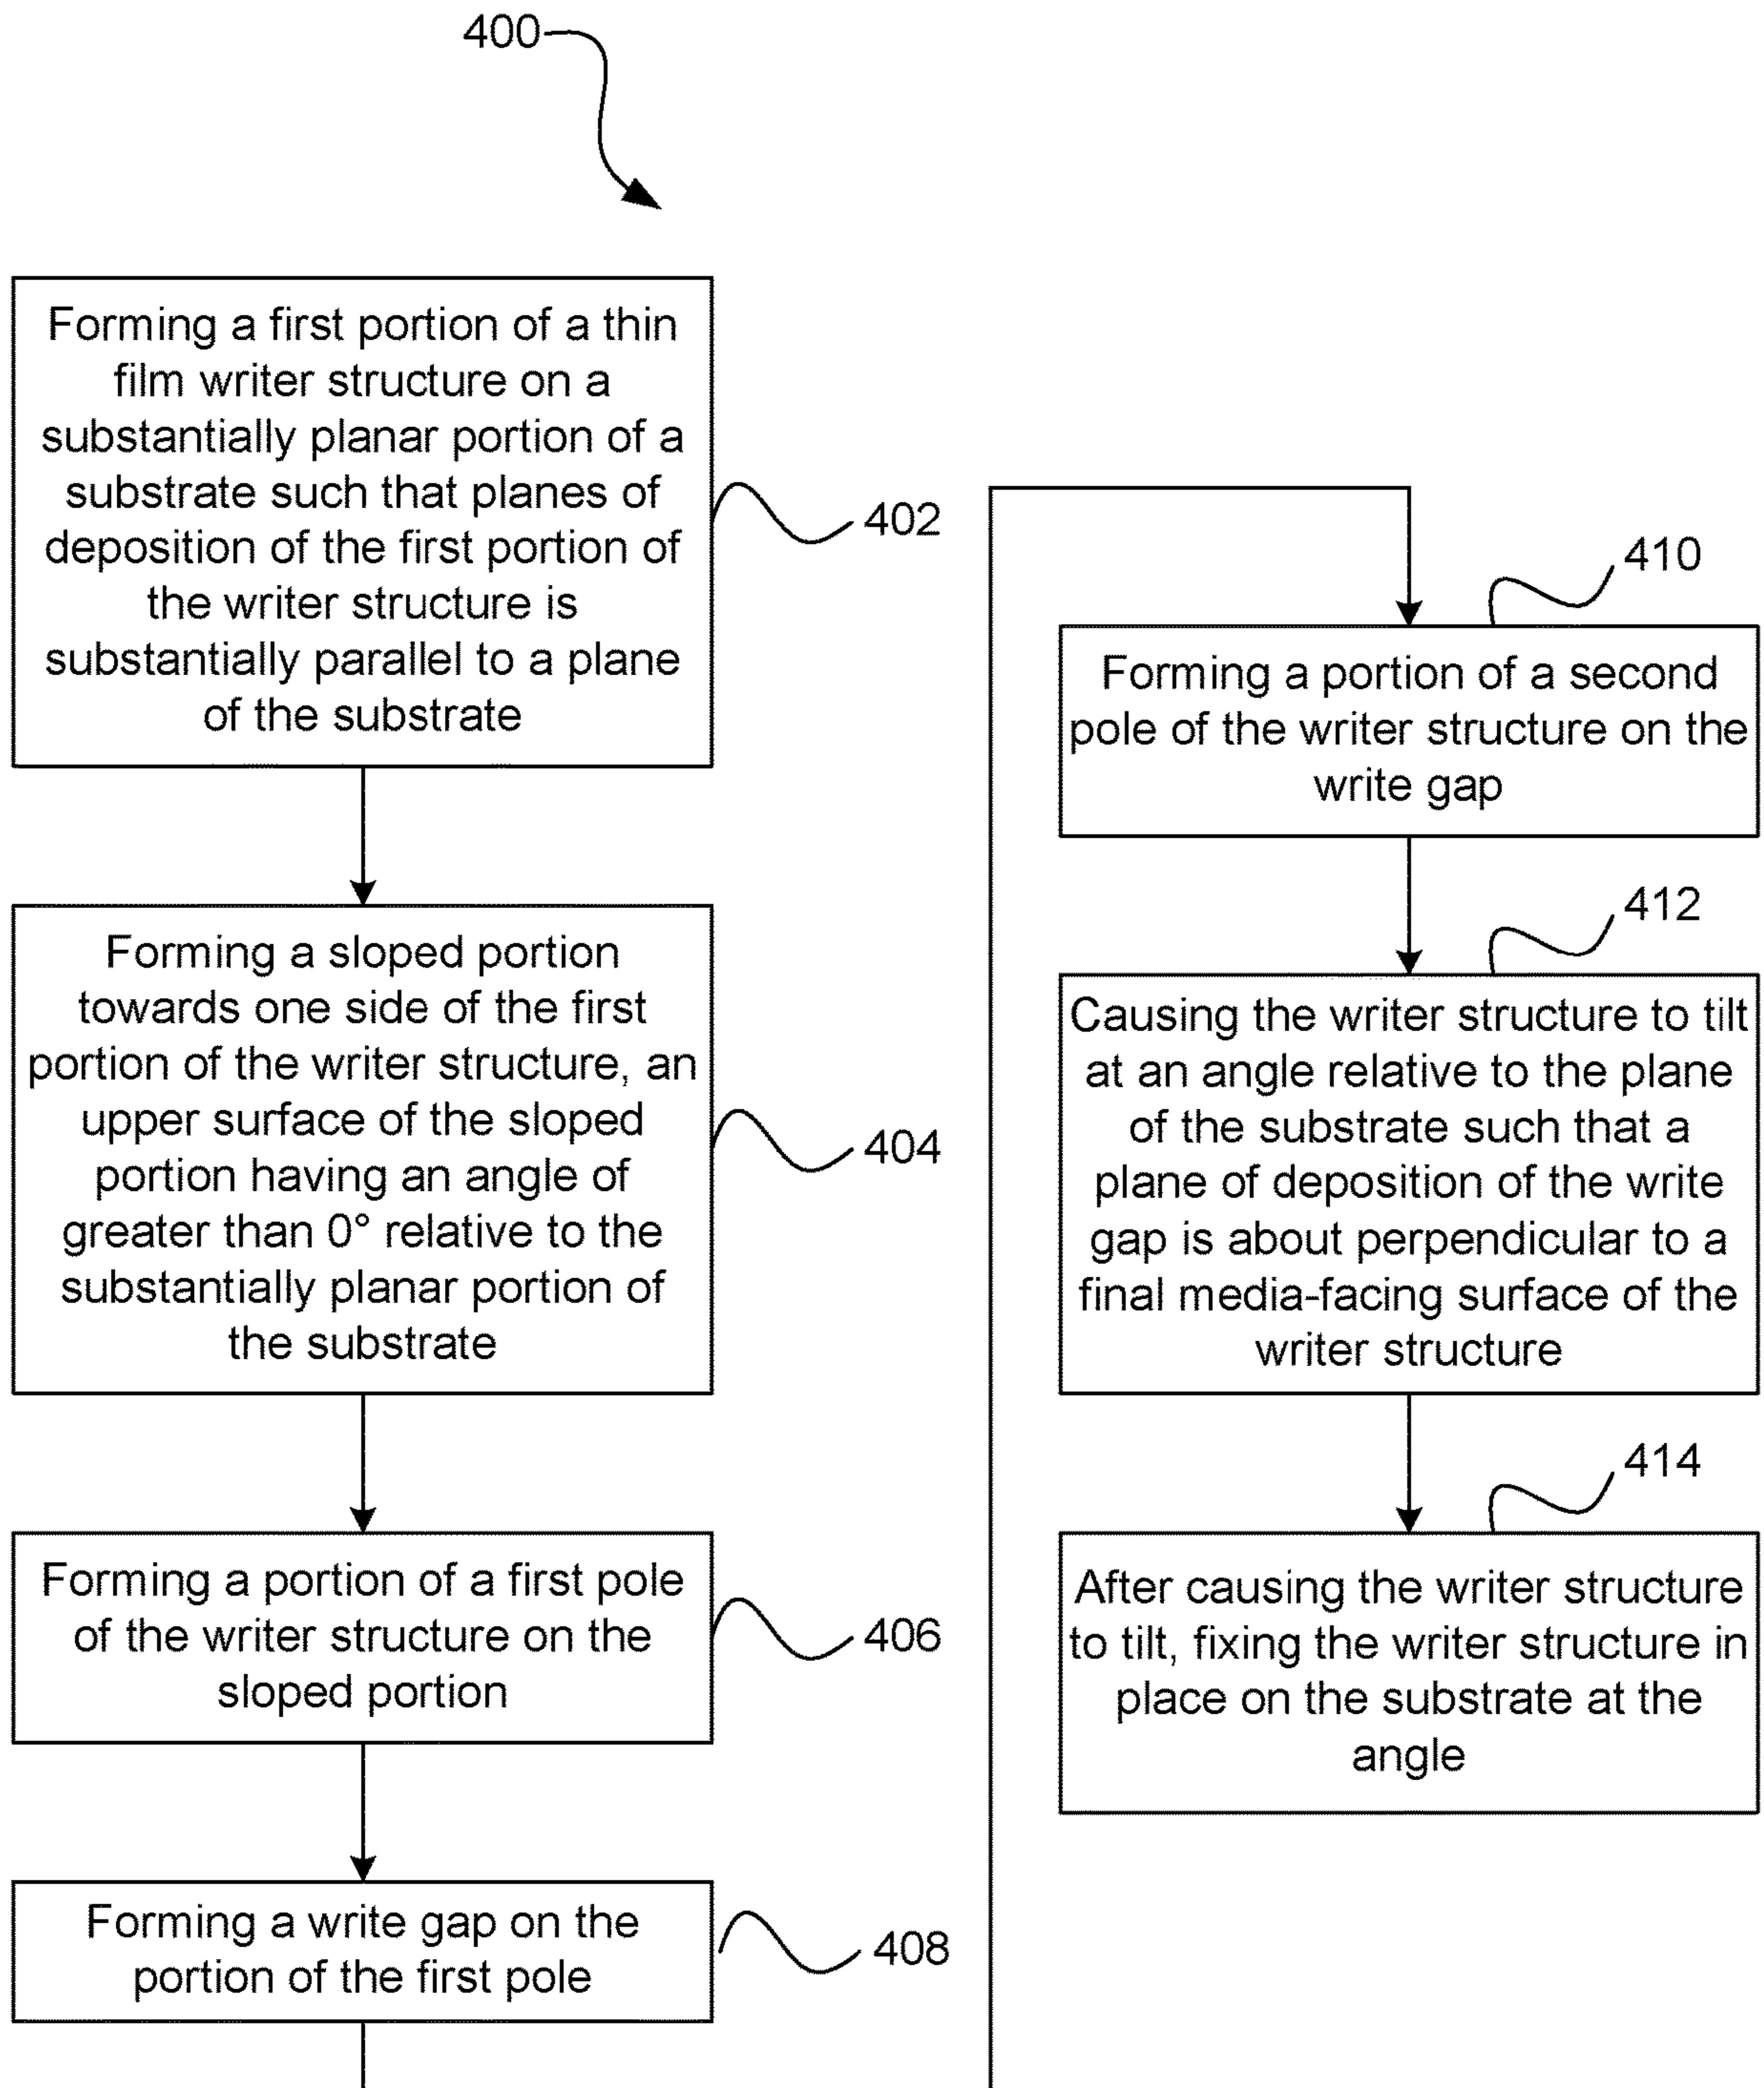 400
Forming a first portion of a thin
film writer structure on a
substantially planar portion of a
substrate such that planes of
deposition of the first portion of
the writer structure is
substantially parallel to a plane
of the substrate
402
Forming a sloped portion
towards one side of the first
portion of the writer structure, an
upper surface of the sloped
portion having an angle of
greater than 0° relative to the
substantially planar portion of
the substrate
404
Forming a portion of a first pole
of the writer structure on the
sloped portion
406
Forming a write gap on the
portion of the first pole
408
410
Forming a portion of a second
pole of the writer structure on the
write gap
412
Causing the writer structure to tilt
at an angle relative to the plane
of the substrate such that a
plane of deposition of the write
gap is about perpendicular to a
final media-facing surface of the
writer structure
414
After causing the writer structure
to tilt, fixing the writer structure in
place on the substrate at the
angle